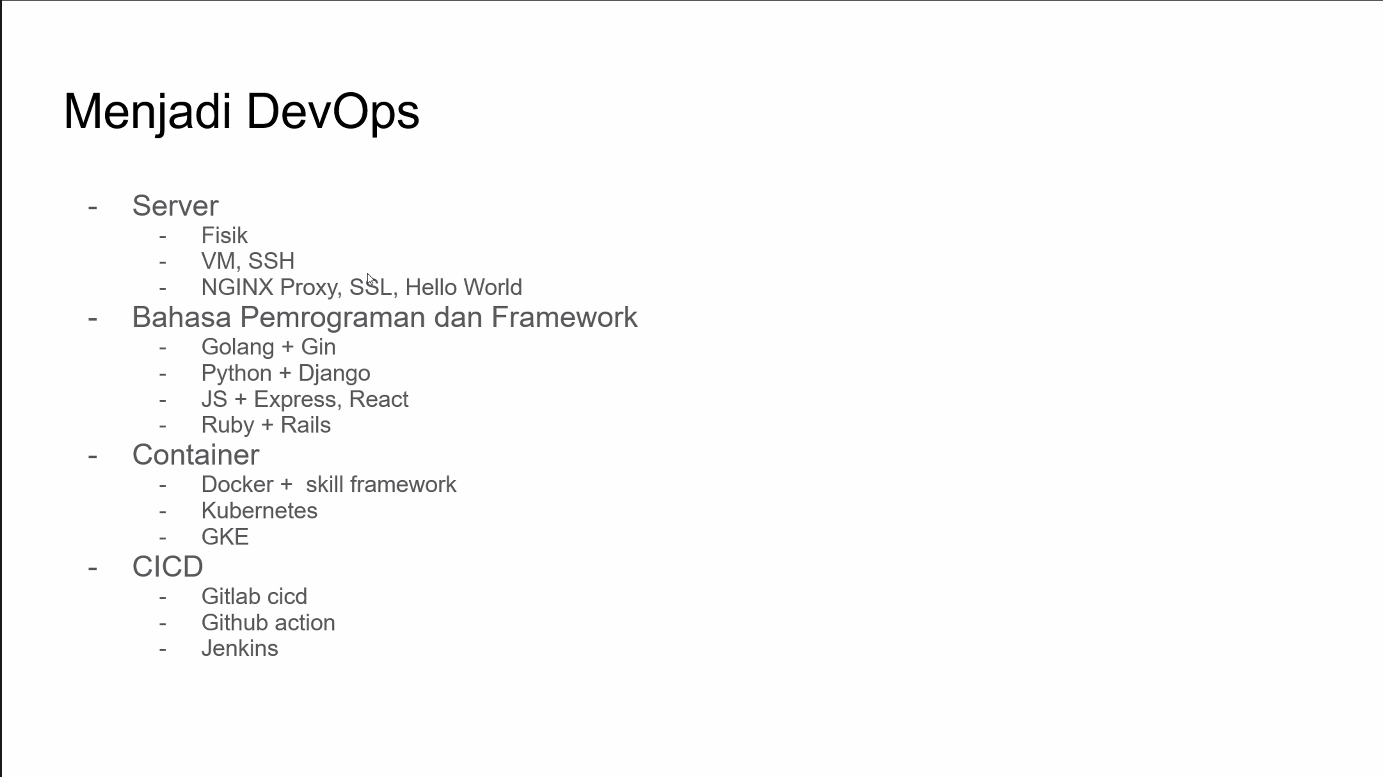 Menjadi DevOps
- Server
- Fisik
- VM, SSH
- NGINX Proxy, SSL, Hello World
- Bahasa Pemrograman dan Framework
- Golang + Gin
- Python + Django
- JS + Express, React
- Ruby + Rails
- Container
- Docker +  skill framework
- Kubernetes
- GKE
- CICD
- Gitlab cicd
- Github action
- Jenkins